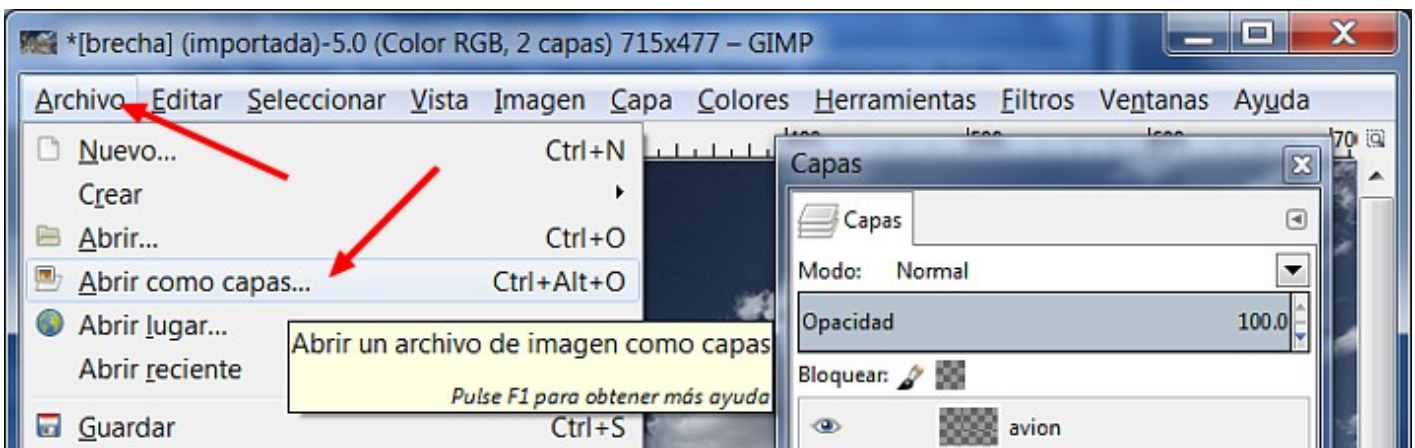 *[brecha] (importada)-5.0 (Color RGB, 2 capas) 715x477 – GIMP
Archivo Editar Seleccionar Vista Imagen Capa Colores Herramientas Filtros Ventanas Ayuda
Nuevo... Ctrl+N
Crear
Abrir... Ctrl+O
Abrir como capas... Ctrl+Alt+O
Abrir lugar...
Abrir un archivo de imagen como capas
Pulse F1 para obtener más ayuda
Abrir reciente
Guardar Ctrl+S
Capas
Capas
Modo: Normal
Opacidad 100.0
Bloquear:
avion